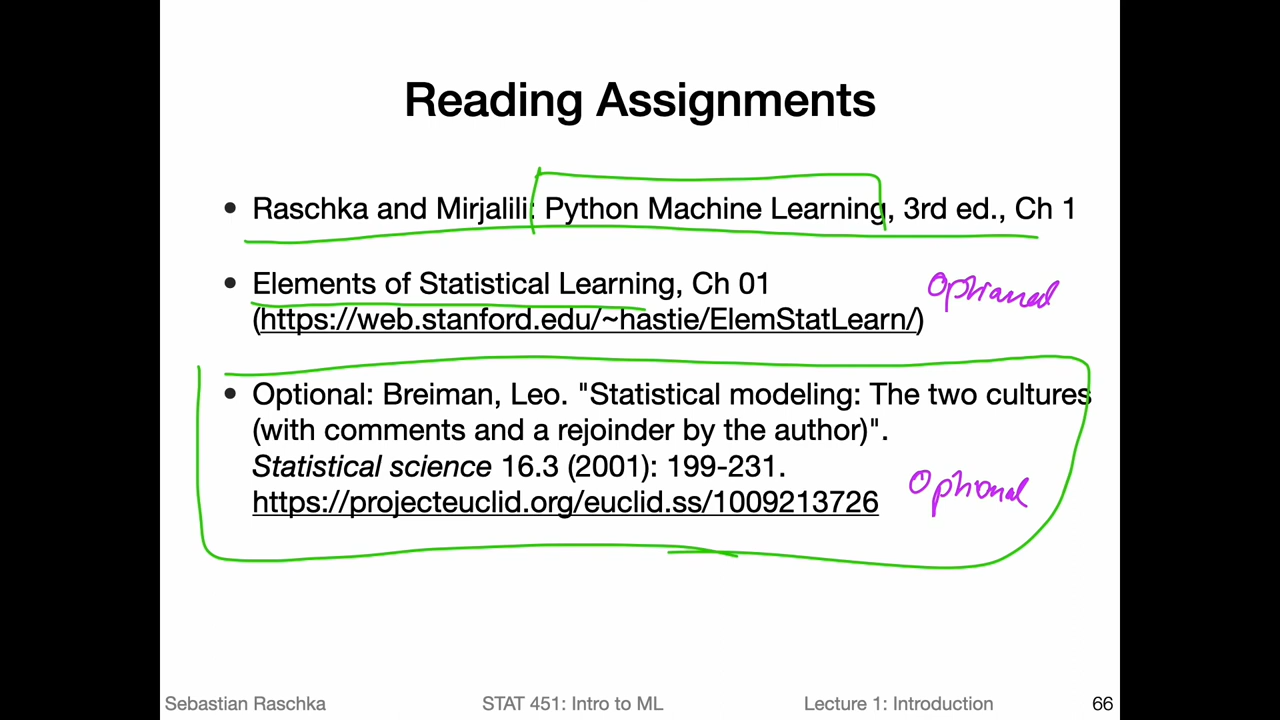 Reading Assignments
• Raschka and Mirjalili: Python Machine Learning, 3rd ed., Ch 1
• Elements of Statistical Learning, Ch 01
Optional
(https://web.stanford.edu/~hastie/ElemStatLearn/)
• Optional: Breiman, Leo. "Statistical modeling: The two cultures
(with comments and a rejoinder by the author)".
Statistical science 16.3 (2001): 199-231.
https://projecteuclid.org/euclid.ss/1009213726
Optional
Sebastian Raschka
STAT 451: Intro to ML
Lecture 1: Introduction
66